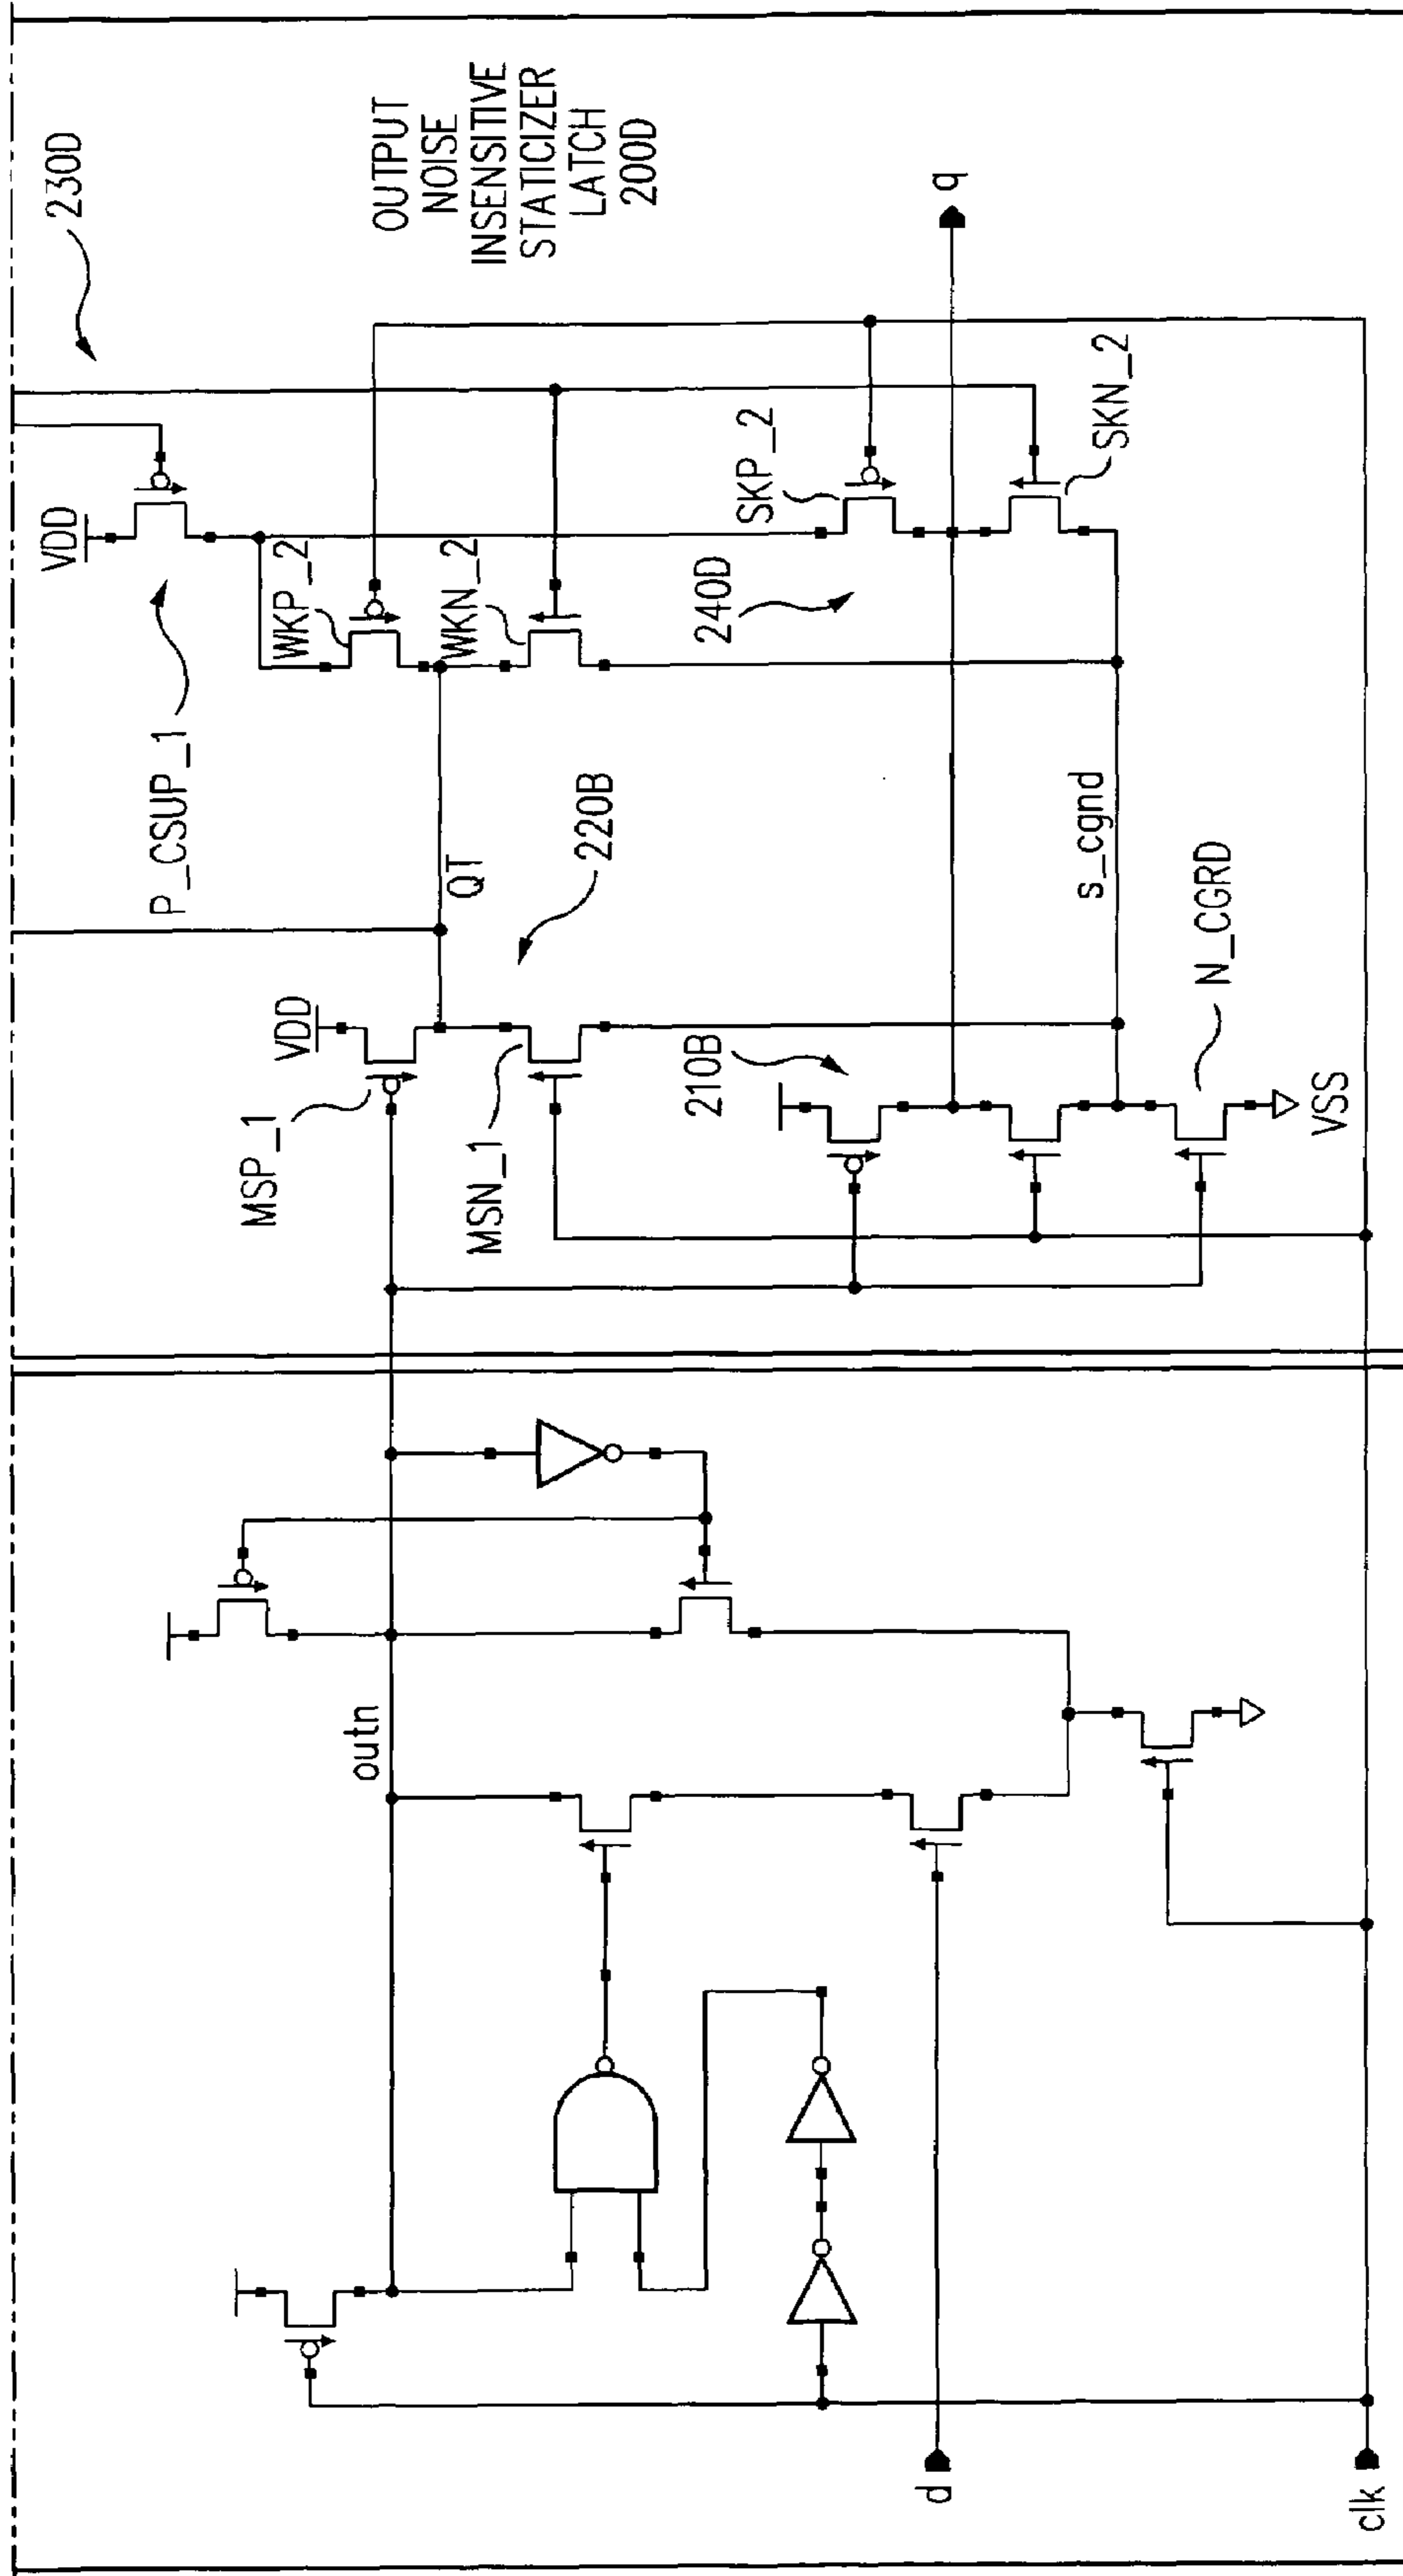 230D
OUTPUT
NOISE
INSENSITIVE
STATICIZER
LATCH
200D
VDD
P_CSUP_1
WKP_2
WKN_2
SKP_2
SKN_2
240D
q
QT
220B
s_cgnd
N_CGRD
VDD
MSP_1
MSN_1
210B
VSS
outn
d
clk